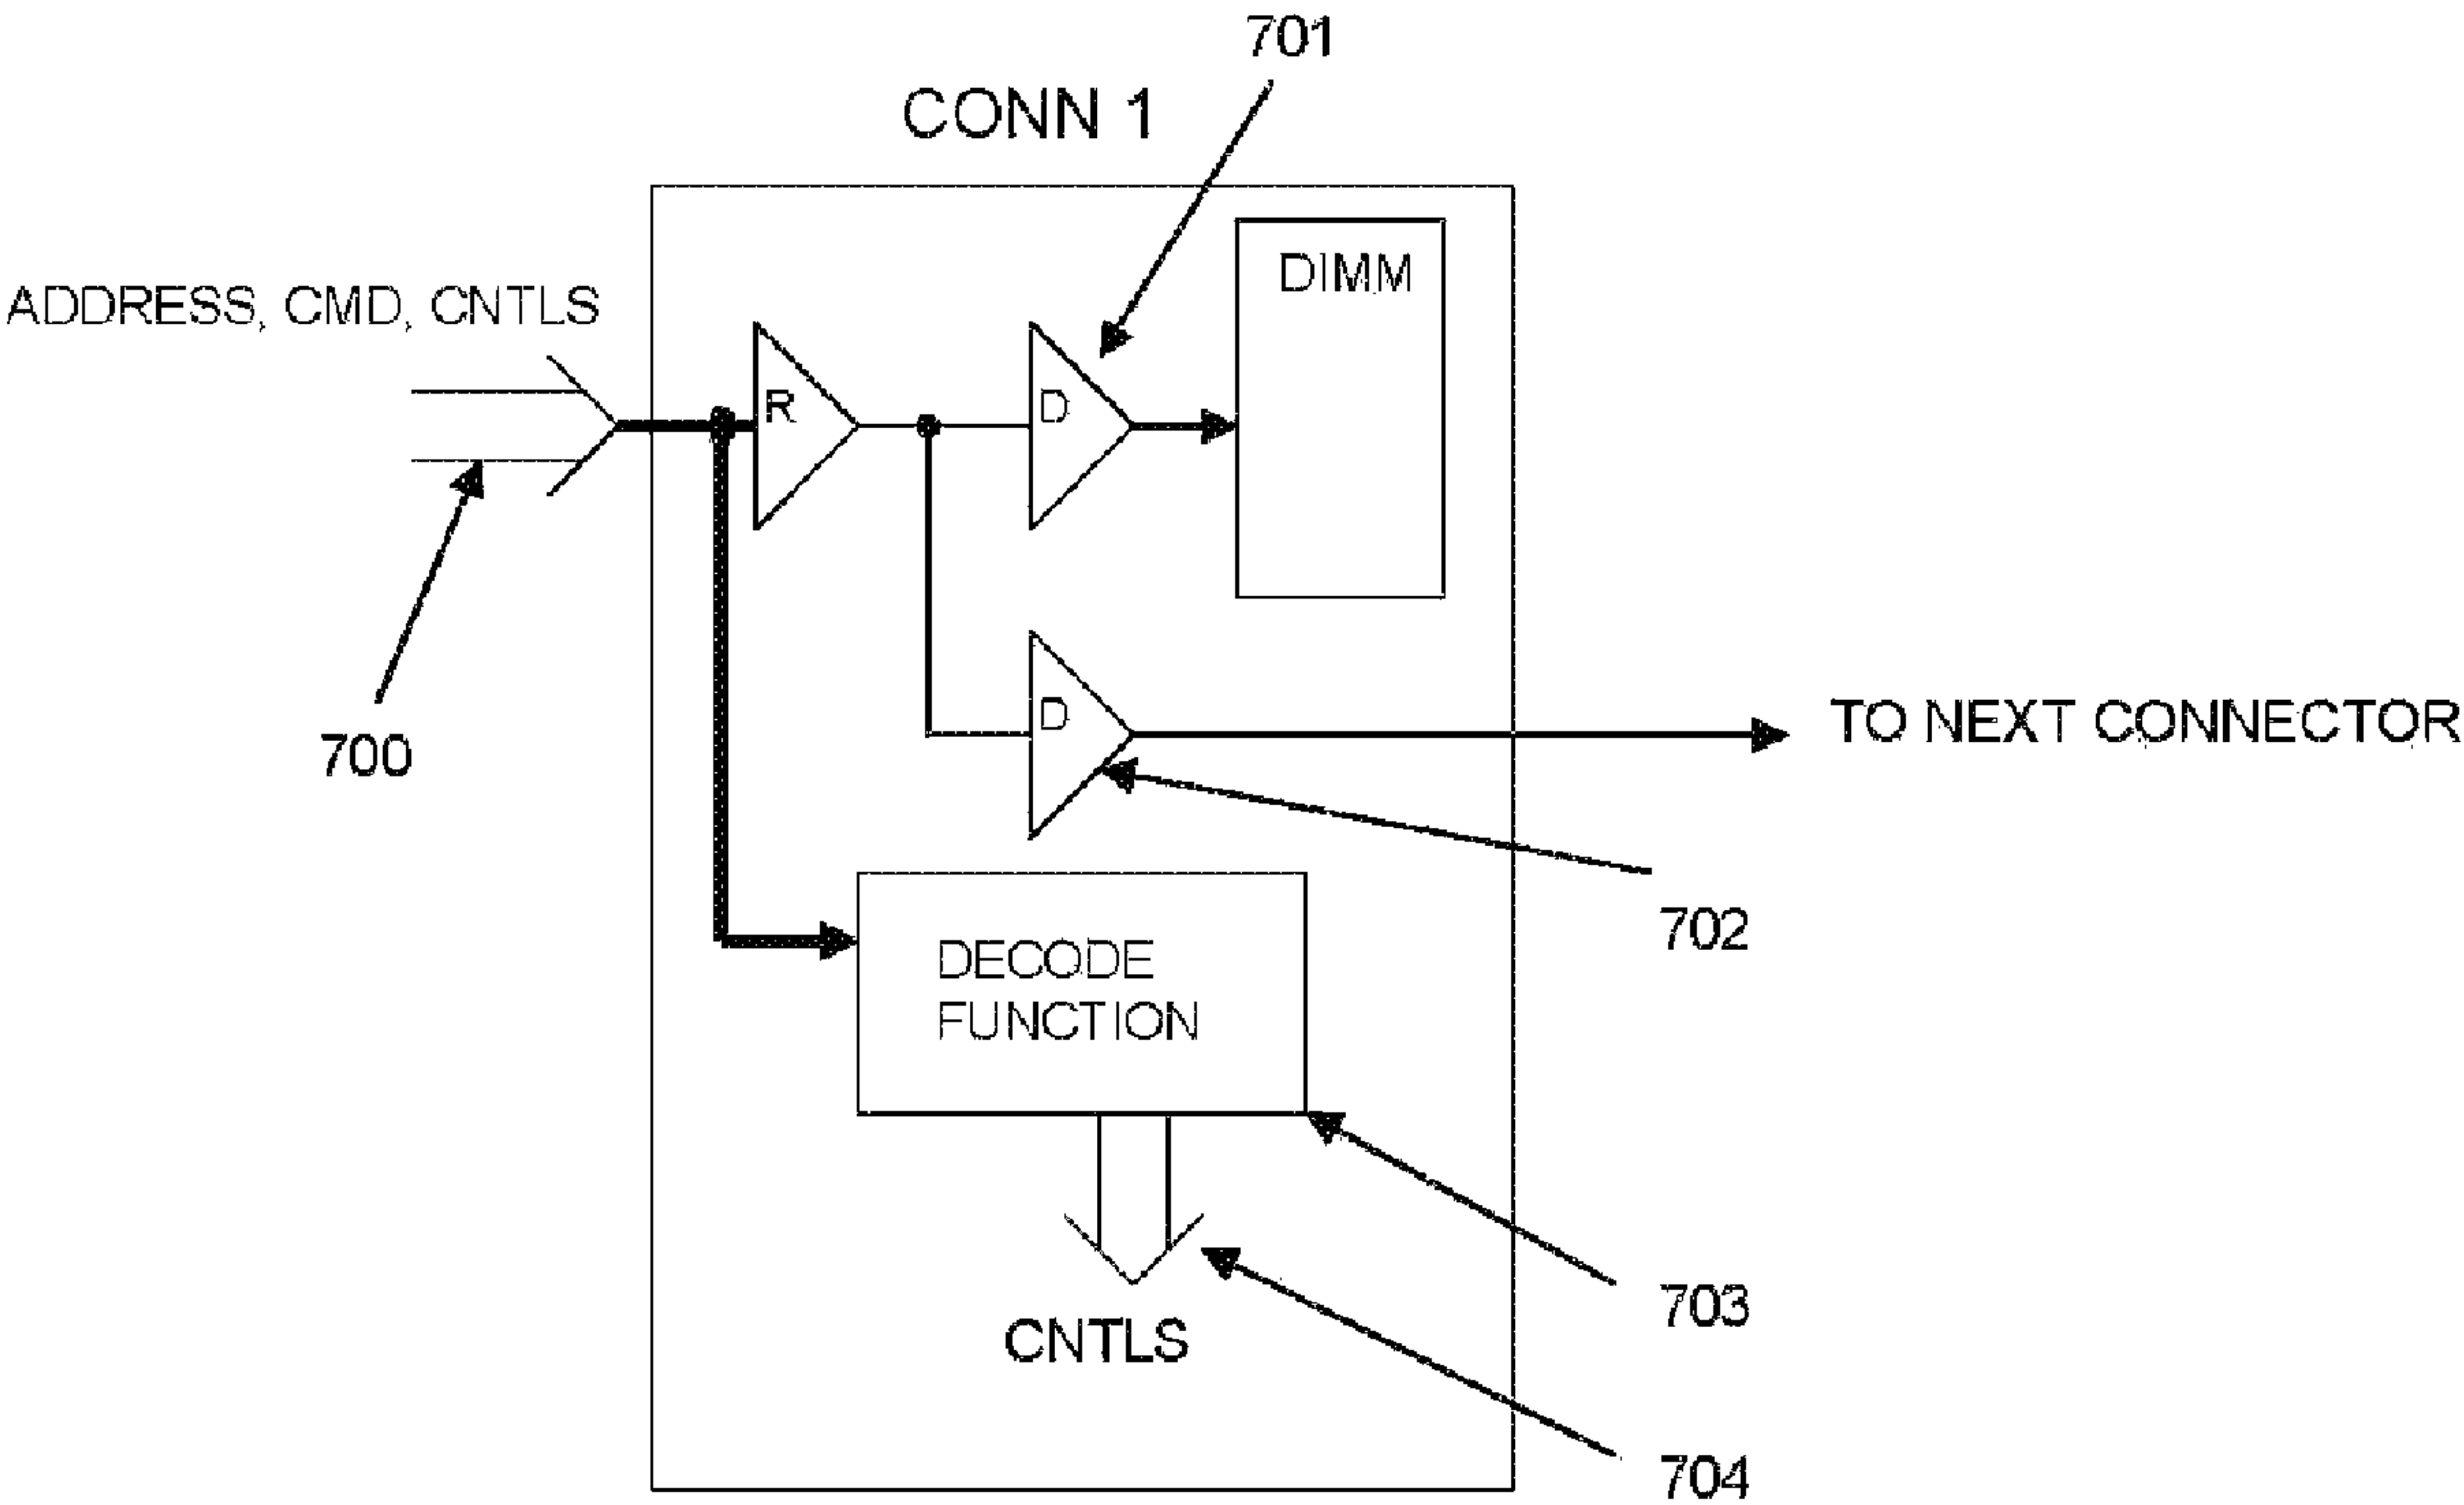 701
CONN 1
DIMM
ADDRESS, CMD, CNTLS
R
D
700
D
TO NEXT CONNECTOR
702
DECODE
FUNCTION
703
CNTLS
704